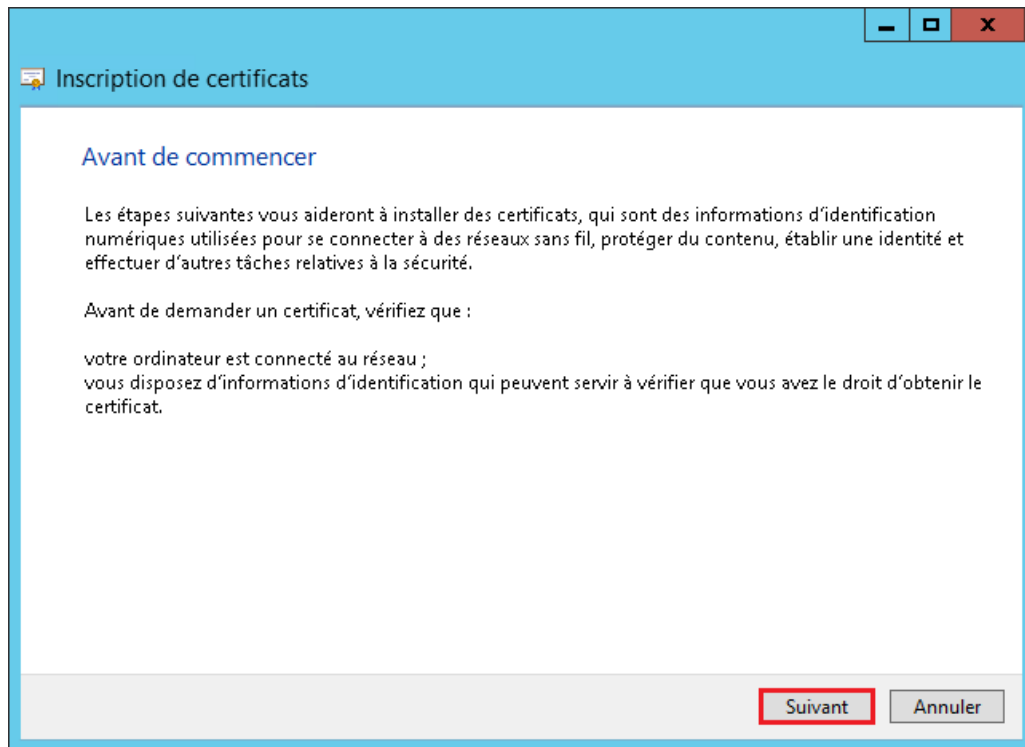 Inscription de certificats
Avant de commencer
Les étapes suivantes vous aideront à installer des certificats, qui sont des informations d'identification
numériques utilisées pour se connecter à des réseaux sans fil, protéger du contenu, établir une identité et
effectuer d'autres tâches relatives à la sécurité.
Avant de demander un certificat, vérifiez que :
votre ordinateur est connecté au réseau ;
vous disposez d'informations d'identification qui peuvent servir à vérifier que vous avez le droit d'obtenir le
certificat.
Suivant Annuler